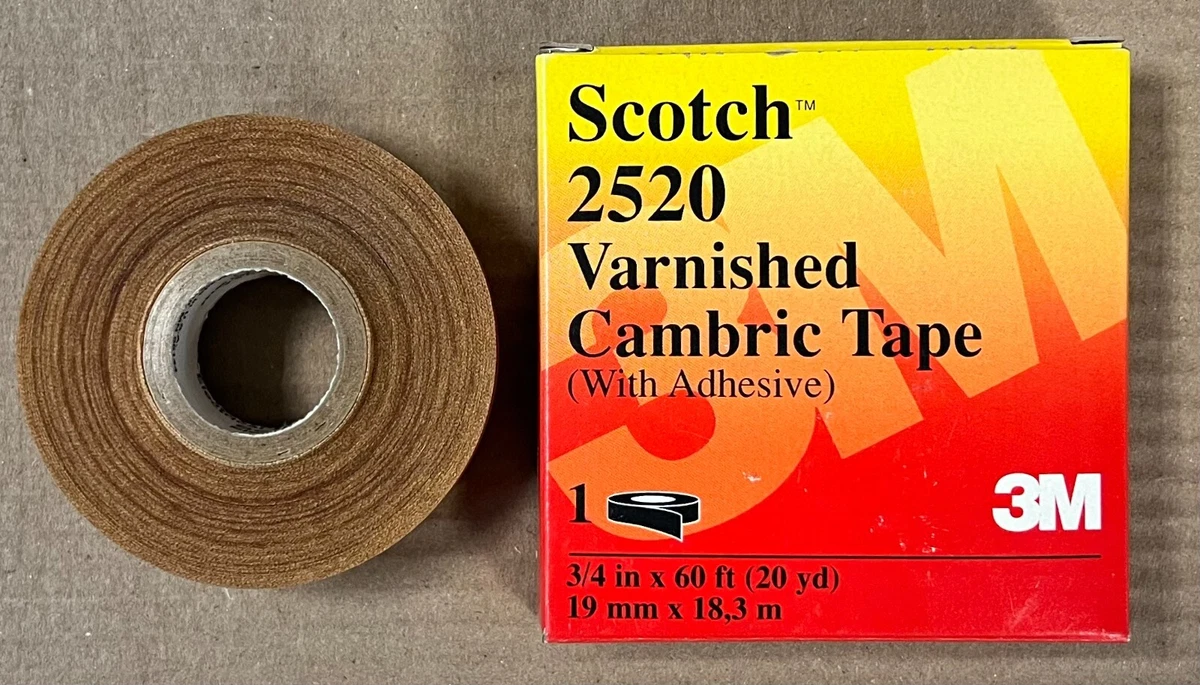 Scotch™
2520
Varnished
Cambric Tape
(With Adhesive)
1
3M
3/4 in x 60 ft (20 yd)
19 mm x 18,3 m
3M